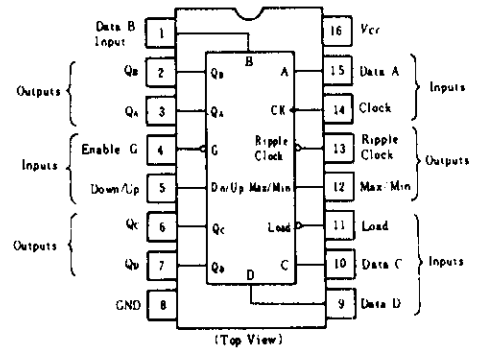 Data B
Input
1
16
Vcc
B
Outputs
QB
2
QB
A
15
Data A
Inputs
QA
3
QA
CK
14
Clock
Inputs
Enable G
4
G
Ripple
Clock
13
Ripple
Clock
Outputs
Down/Up
5
Dn/Up
Max/Min
12
Max/Min
Outputs
QC
6
QC
Load
11
Load
Inputs
QD
7
C
10
Data C
D
GND
8
9
Data D
(Top View)